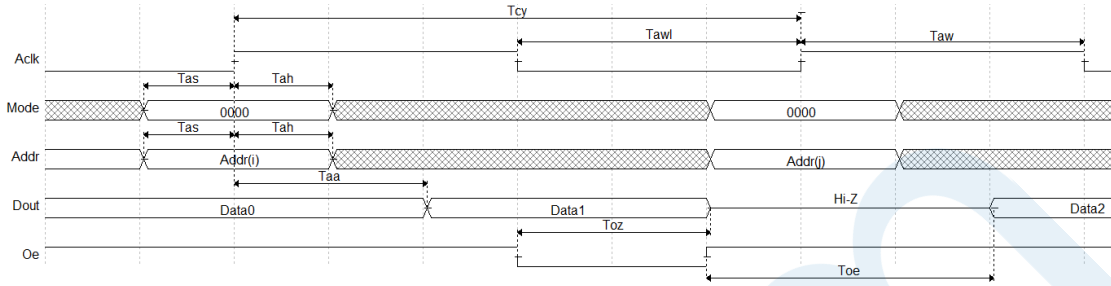 Tcy
Aclk
Tawl
Taw
Tas
Tah
Mode
0000
0000
Tas
Tah
Addr
Addr(i)
Addr(j)
Taa
Dout
Data0
Data1
Hi-Z
Data2
Toz
Oe
Toe